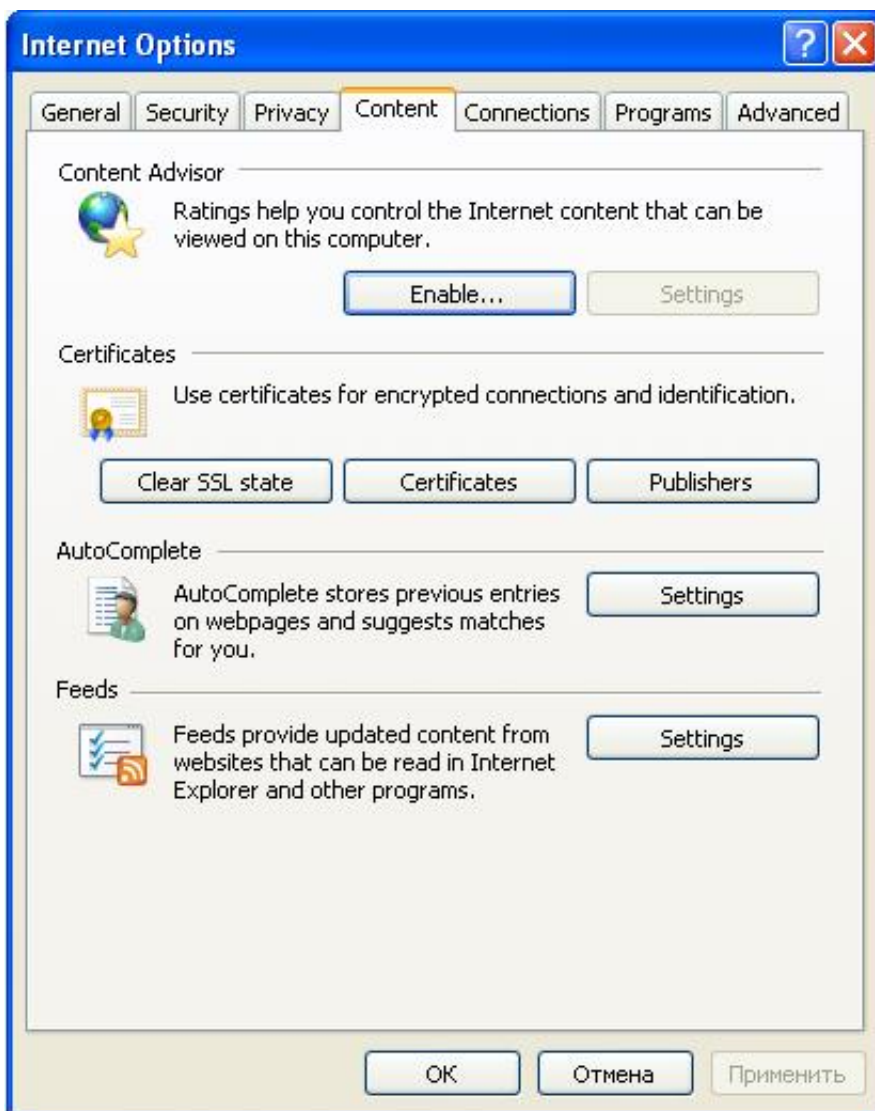 Internet Options
General Security Privacy Content Connections Programs Advanced
Content Advisor
Ratings help you control the Internet content that can be
viewed on this computer.
Enable... Settings
Certificates
Use certificates for encrypted connections and identification.
Clear SSL state Certificates Publishers
AutoComplete
AutoComplete stores previous entries
on webpages and suggests matches
for you.
Settings
Feeds
Feeds provide updated content from
websites that can be read in Internet
Explorer and other programs.
Settings
OK Отмена Применить